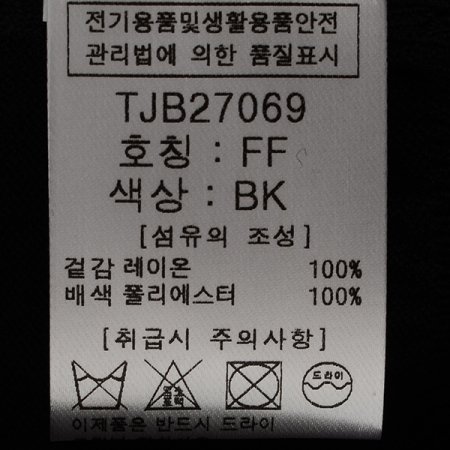 전기용품및생활용품안전
관리법에 의한 품질표시
TJB27069
호칭 : FF
색상 : BK
[섬유의 조성]
겉감 레이온 100%
배색 폴리에스터 100%
[취급시 주의사항]
드라이
이제품은 반드시 드라이